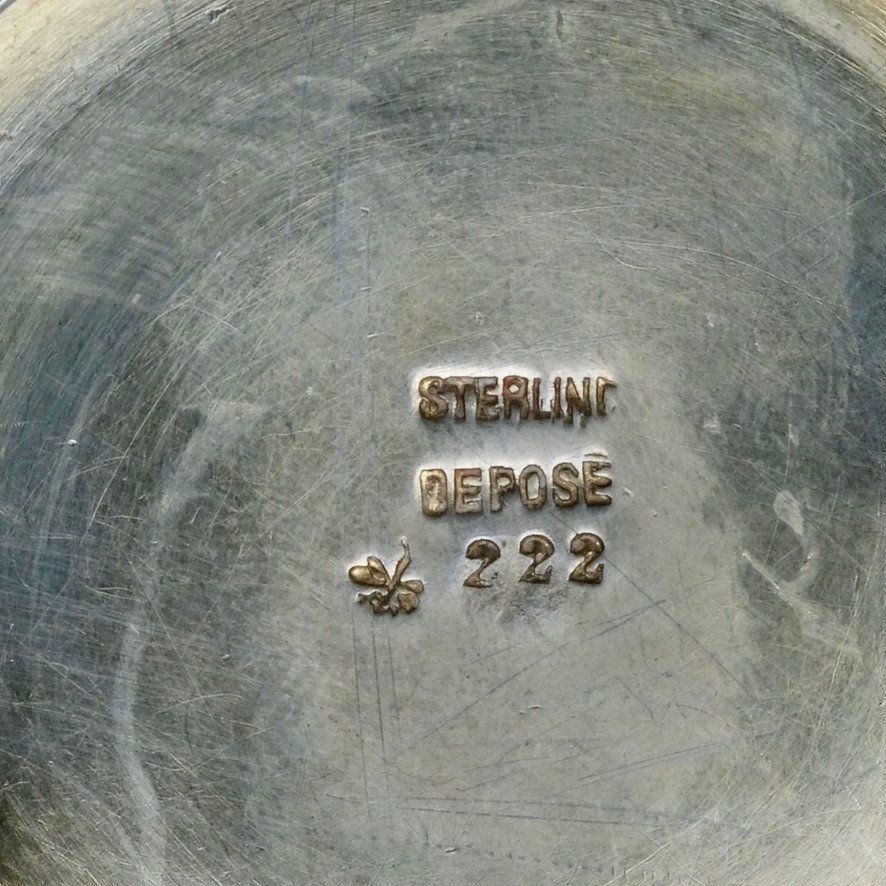 STERLING
DEPOSÉ
222